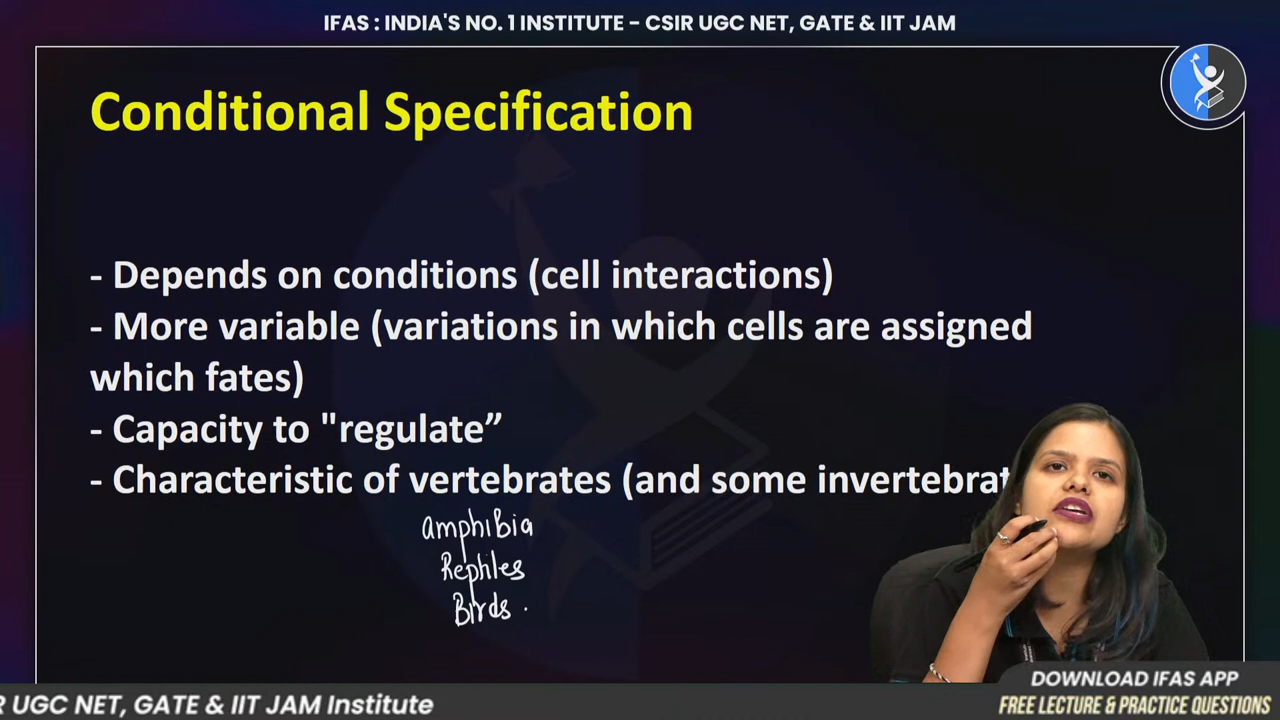 IFAS : INDIA'S NO. 1 INSTITUTE - CSIR UGC NET, GATE & IIT JAM
Conditional Specification
- Depends on conditions (cell interactions)
- More variable (variations in which cells are assigned
which fates)
- Capacity to "regulate”
- Characteristic of vertebrates (and some invertebrat
Amphibia
Reptiles
Birds
DOWNLOAD IFAS APP
R UGC NET, GATE & IIT JAM Institute
FREE LECTURE & PRACTICE QUESTIONS